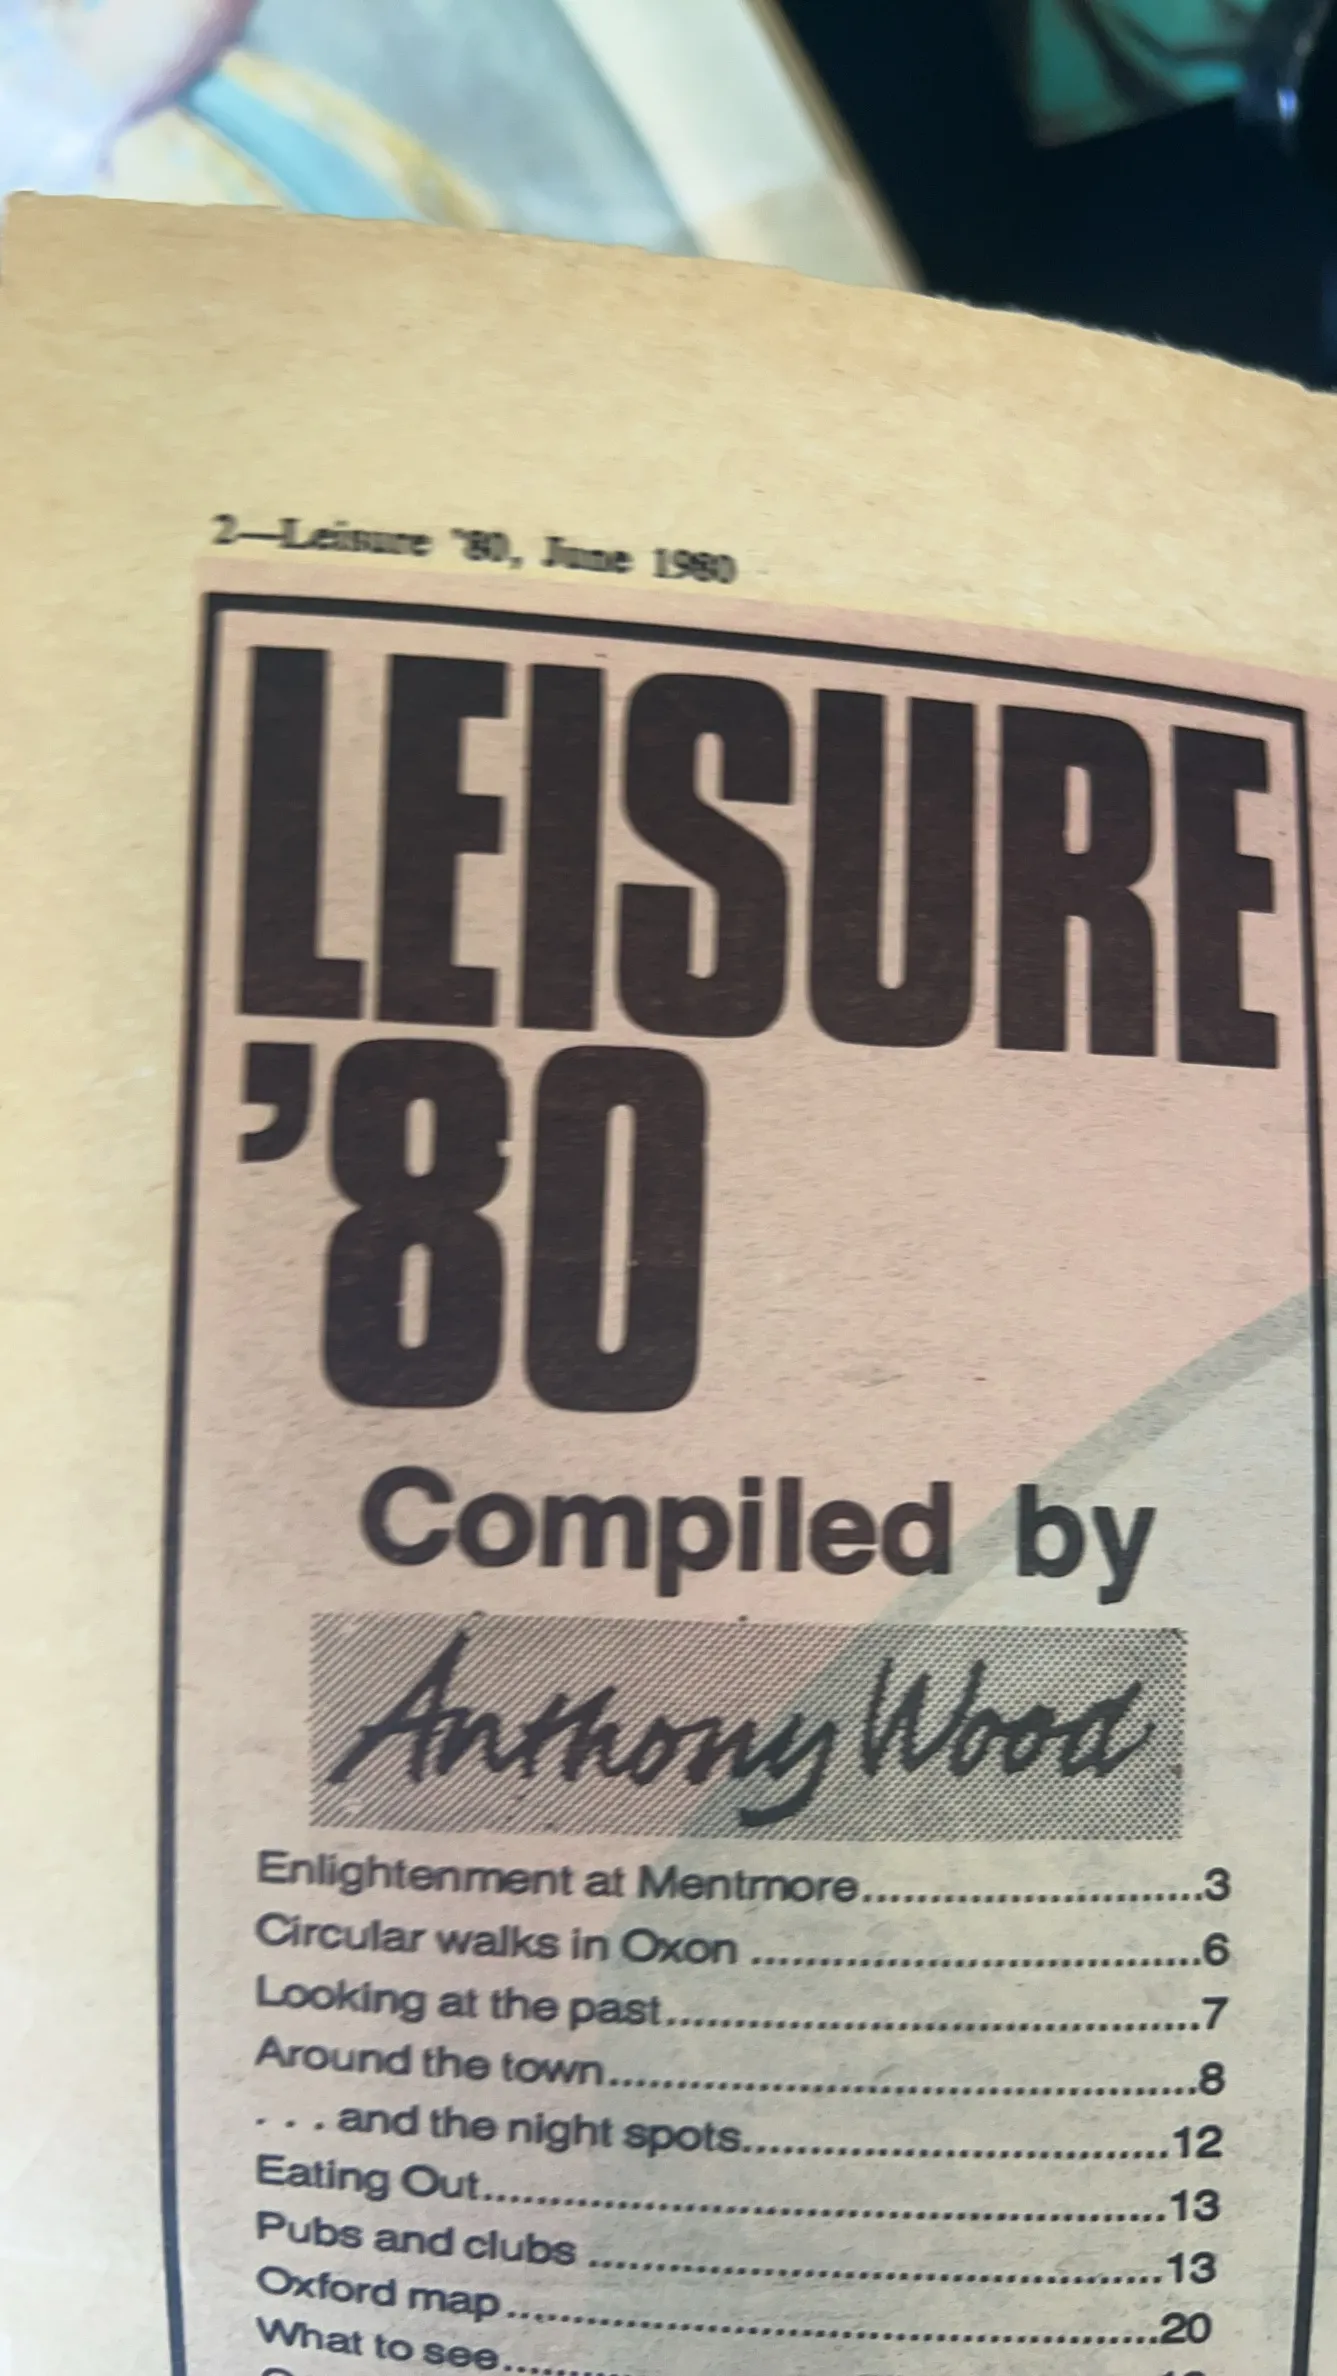 2—Leisure '80, June 1980
LEISURE
'80
Compiled by
Anthony Wood
Enlightenment at Mentmore..........................3
Circular walks in Oxon ..................................6
Looking at the past........................................7
Around the town............................................8
. . . and the night spots................................12
Eating Out....................................................13
Pubs and clubs ...........................................13
Oxford map..................................................20
What to see......